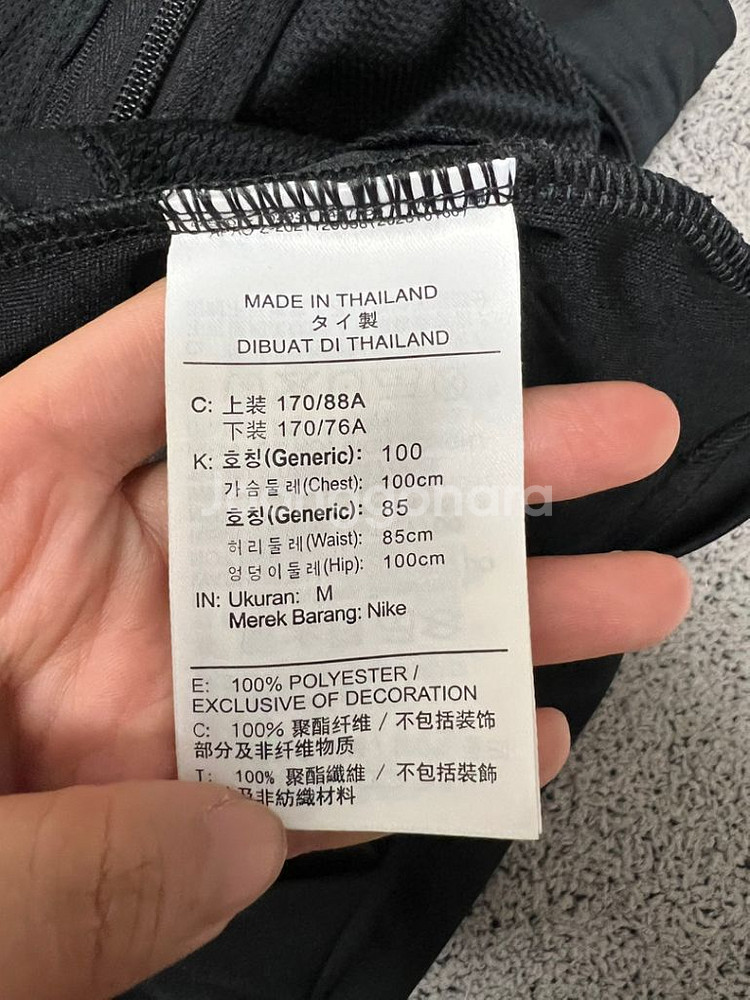 MADE IN THAILAND
タイ製
DIBUAT DI THAILAND
C: 上装 170/88A
下装 170/76A
K: 호칭(Generic): 100
가슴둘레(Chest): 100cm
호칭(Generic): 85
허리둘레(Waist): 85cm
엉덩이둘레(Hip): 100cm
IN: Ukuran: M
Merek Barang: Nike
E: 100% POLYESTER /
EXCLUSIVE OF DECORATION
C: 100% 聚酯纤维 / 不包括装饰
部分及非纤维物质
T: 100% 聚酯纖維 / 不包括裝飾
及非紡織材料